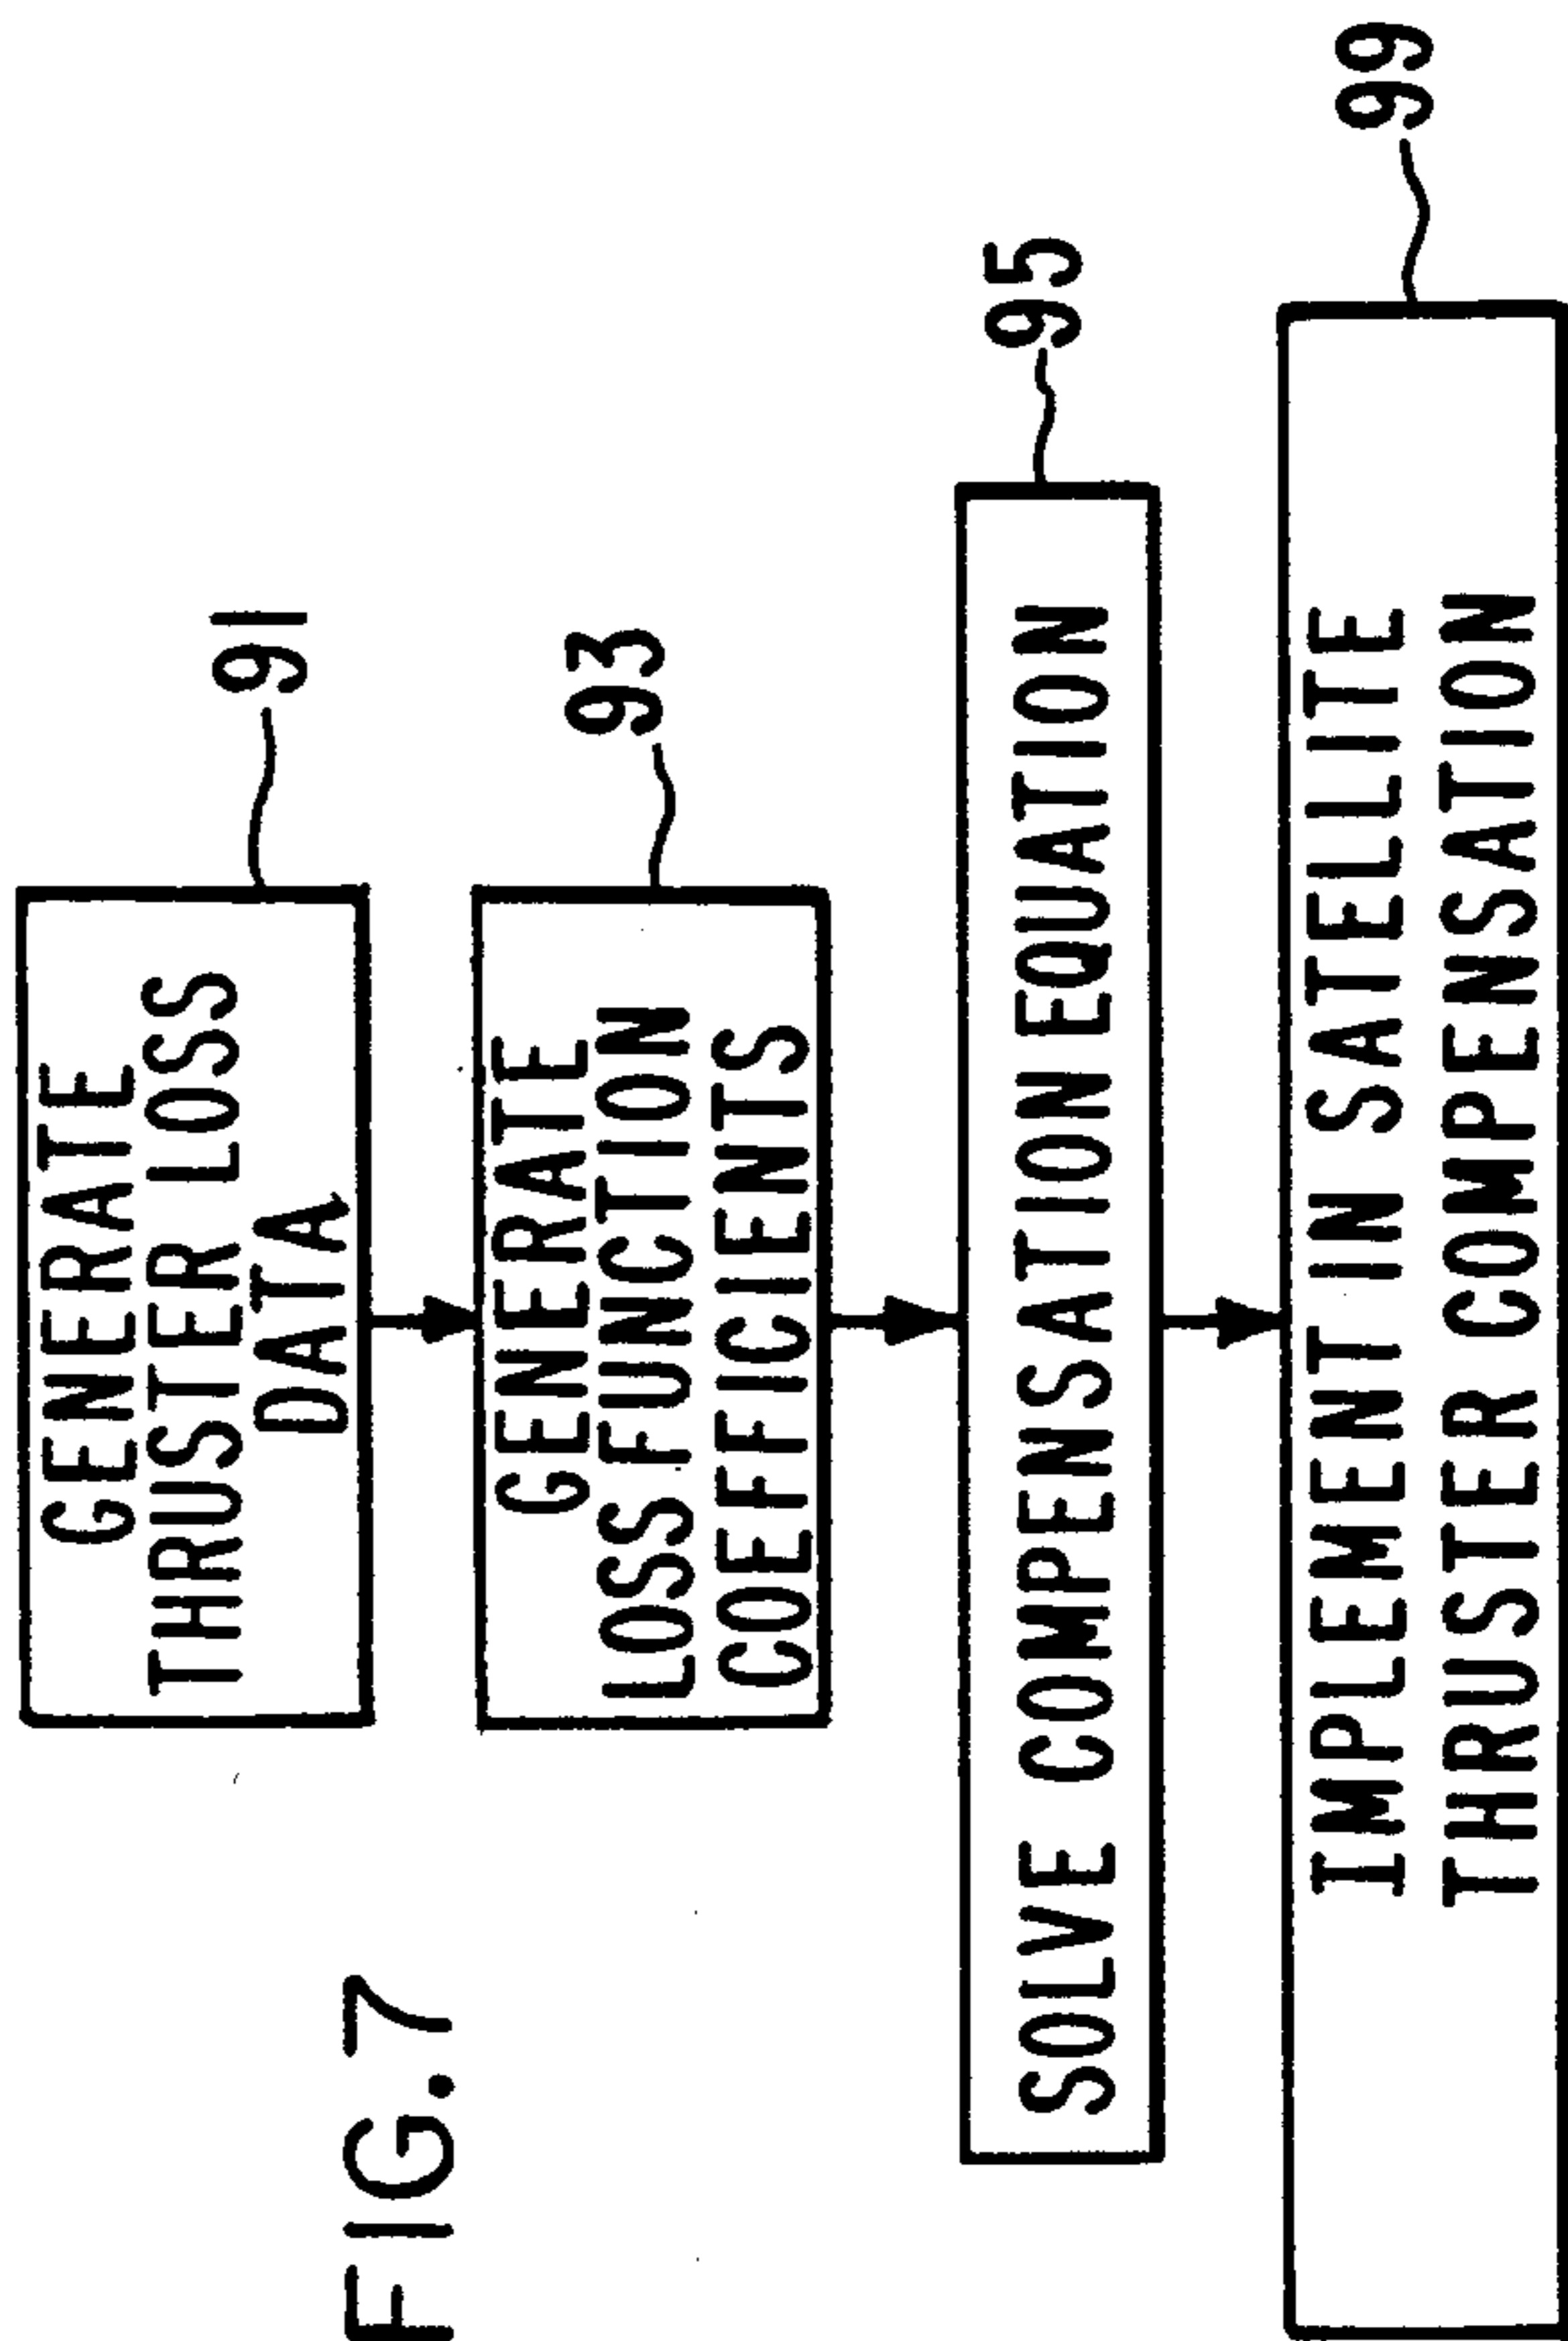 FIG.7
GENERATE
THRUSTER LOSS
DATA
91
GENERATE
LOSS FUNCTION
COEFFICIENTS
93
SOLVE COMPENSATION EQUATION
95
IMPLEMENT IN SATELLITE
THRUSTER COMPENSATION
99